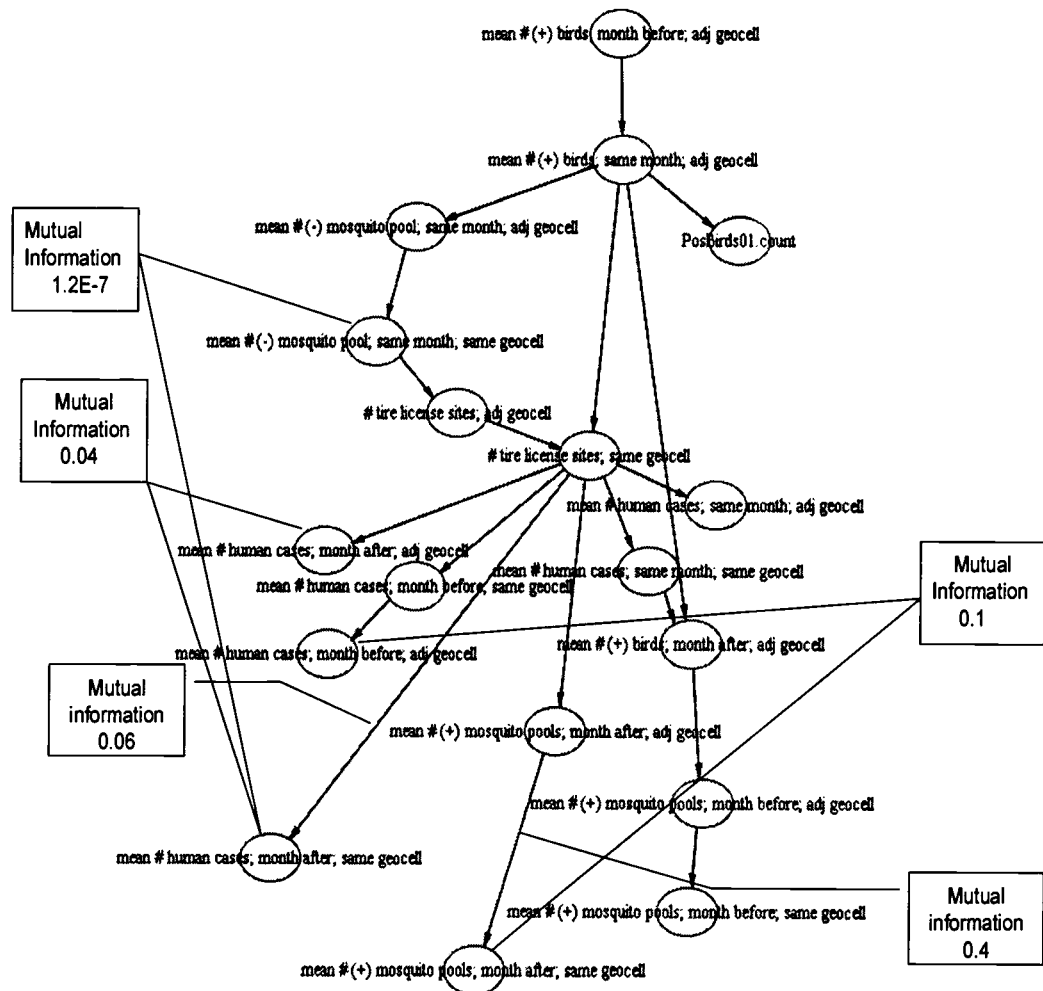 mean # (+) birds; month before; adj geocell
mean # (+) birds; same month; adj geocell
mean # (-) mosquito pool; same month; adj geocell
PosBirds01.count
Mutual
Information
1.2E-7
mean # (-) mosquito pool; same month; same geocell
Mutual
Information
0.04
# tire license sites; adj geocell
# tire license sites; same geocell
mean # human cases; same month; adj geocell
mean # human cases; month after; adj geocell
mean # human cases; same month; same geocell
mean # human cases; month before; same geocell
Mutual
Information
0.1
mean # human cases; month before; adj geocell
mean # (+) birds; month after; adj geocell
Mutual
information
0.06
mean # (+) mosquito pools; month after; adj geocell
mean # (+) mosquito pools; month before; adj geocell
mean # human cases; month after; same geocell
mean # (+) mosquito pools; month before; same geocell
Mutual
information
0.4
mean # (+) mosquito pools; month after; same geocell